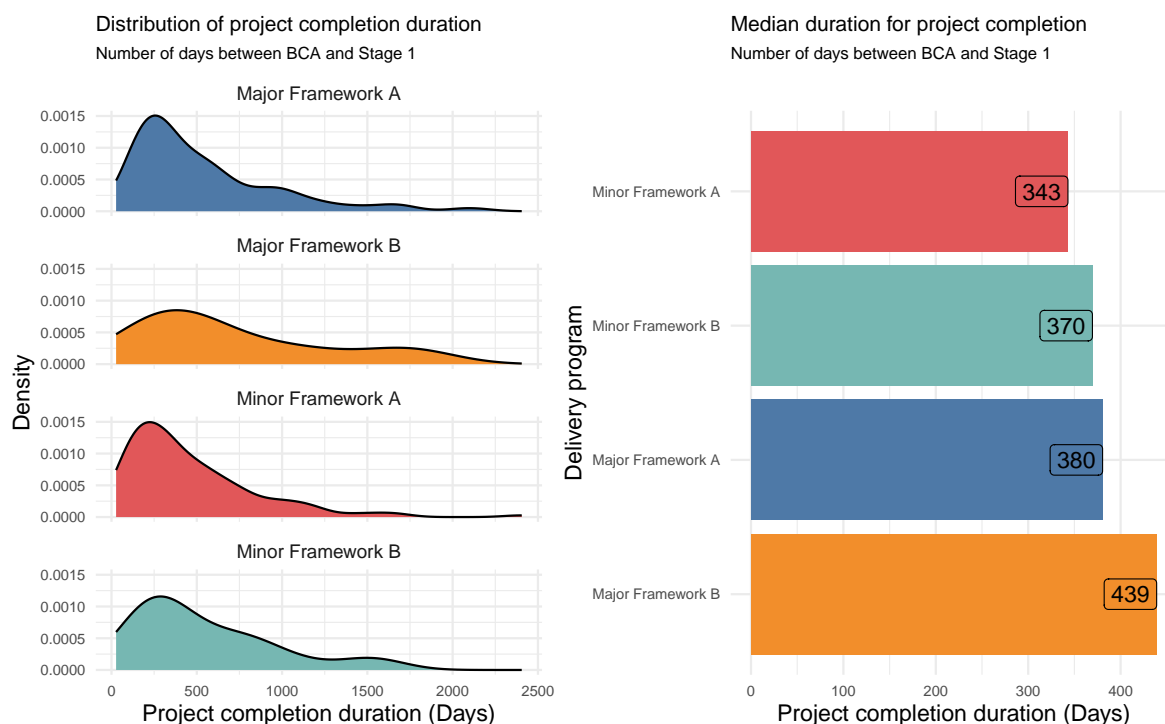 Distribution of project completion duration
Number of days between BCA and Stage 1
Major Framework A
0.0015
0.0010
0.0005
0.0000
Major Framework B
0.0015
0.0010
0.0005
0.0000
Minor Framework A
0.0015
0.0010
0.0005
0.0000
Minor Framework B
0.0015
0.0010
0.0005
0.0000
Density
0 500 1000 1500 2000 2500
Project completion duration (Days)
Median duration for project completion
Number of days between BCA and Stage 1
Minor Framework A 343
Minor Framework B 370
Major Framework A 380
Major Framework B 439
Delivery program
0 100 200 300 400
Project completion duration (Days)